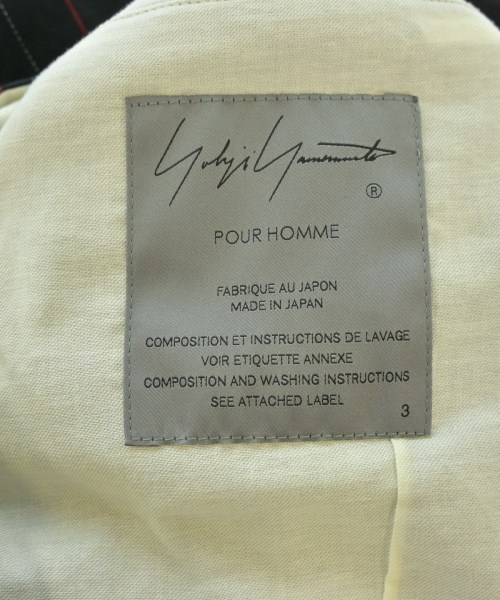 Yohji Yamamoto
®
POUR HOMME
FABRIQUE AU JAPON
MADE IN JAPAN
COMPOSITION ET INSTRUCTIONS DE LAVAGE
VOIR ETIQUETTE ANNEXE
COMPOSITION AND WASHING INSTRUCTIONS
SEE ATTACHED LABEL
3